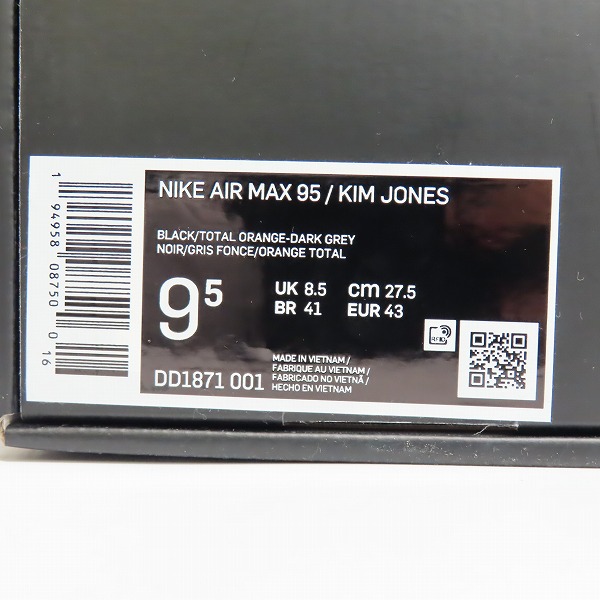 NIKE AIR MAX 95 / KIM JONES
BLACK/TOTAL ORANGE-DARK GREY
NOIR/GRIS FONCE/ORANGE TOTAL
9 5
UK 8.5 CM 27.5
BR 41 EUR 43
DD1871 001
MADE IN VIETNAM /
FABRIQUE AU VIETNAM /
FABRICADO NO VIETNÃ /
HECHO EN VIETNAM
1 94958 08750 0 16